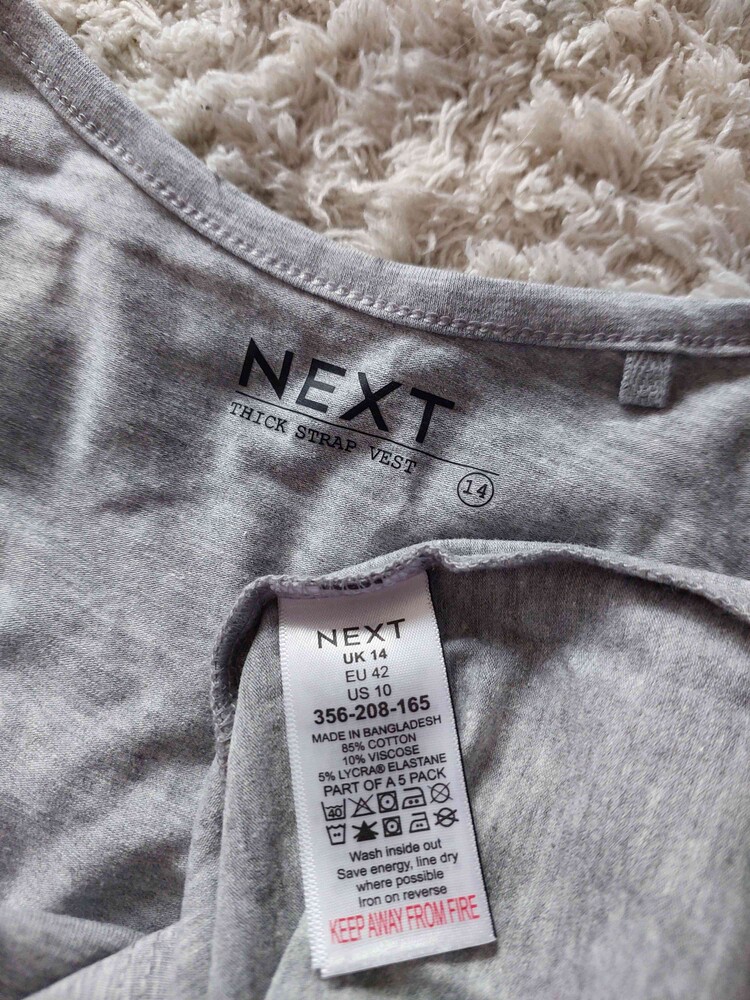 NEXT
THICK STRAP VEST
14
NEXT
UK 14
EU 42
US 10
356-208-165
MADE IN BANGLADESH
85% COTTON
10% VISCOSE
5% LYCRA® ELASTANE
PART OF A 5 PACK
40
Wash inside out
Save energy, line dry
where possible
Iron on reverse
KEEP AWAY FROM FIRE